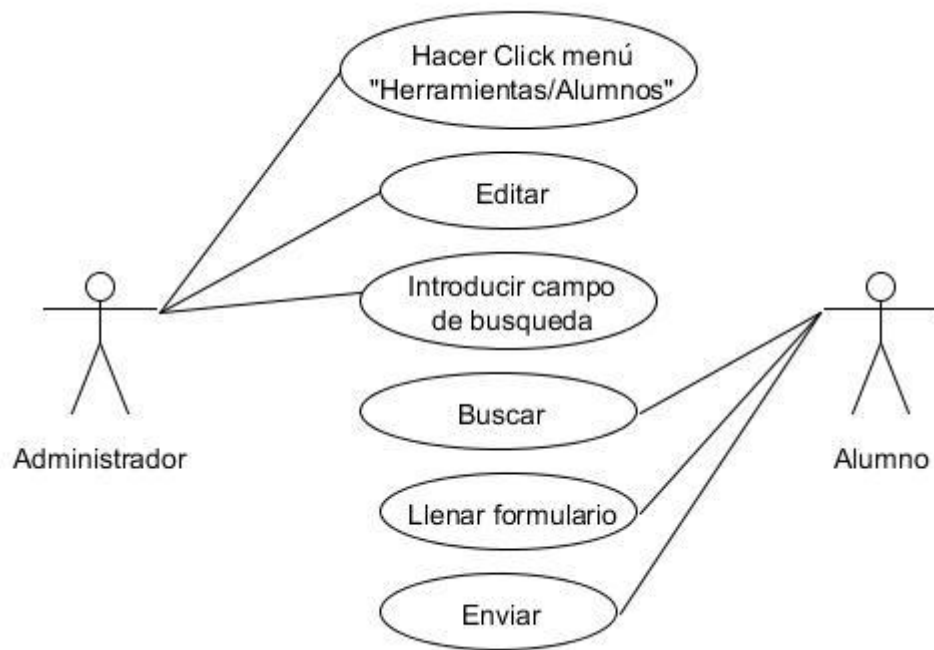 Hacer Click menú
"Herramientas/Alumnos"
Editar
Introducir campo
de busqueda
Buscar
Administrador
Alumno
Llenar formulario
Enviar